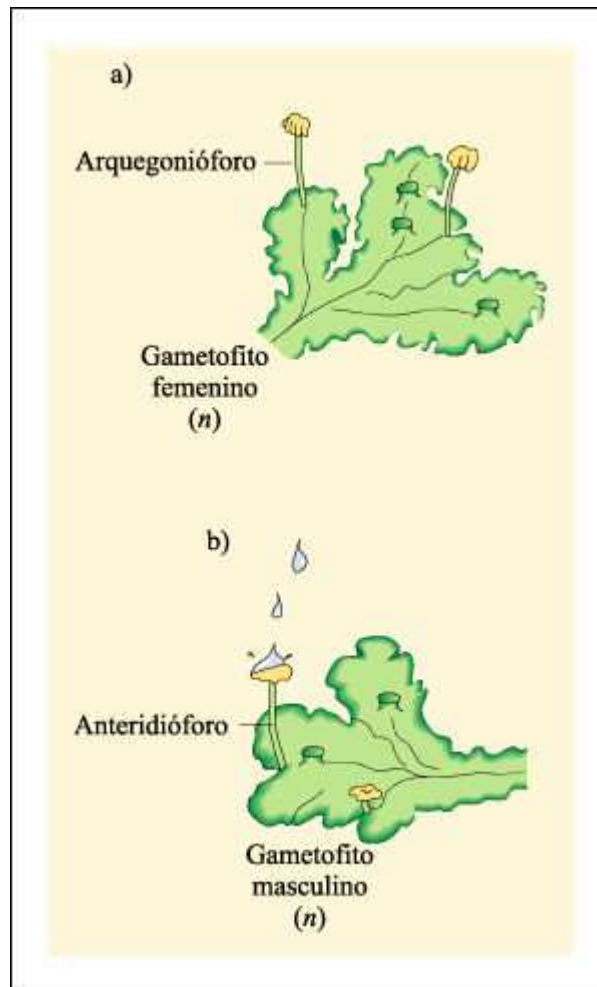 a)
Arquegonióforo
Gametofito
femenino
(n)
b)
Anteridióforo
Gametofito
masculino
(n)